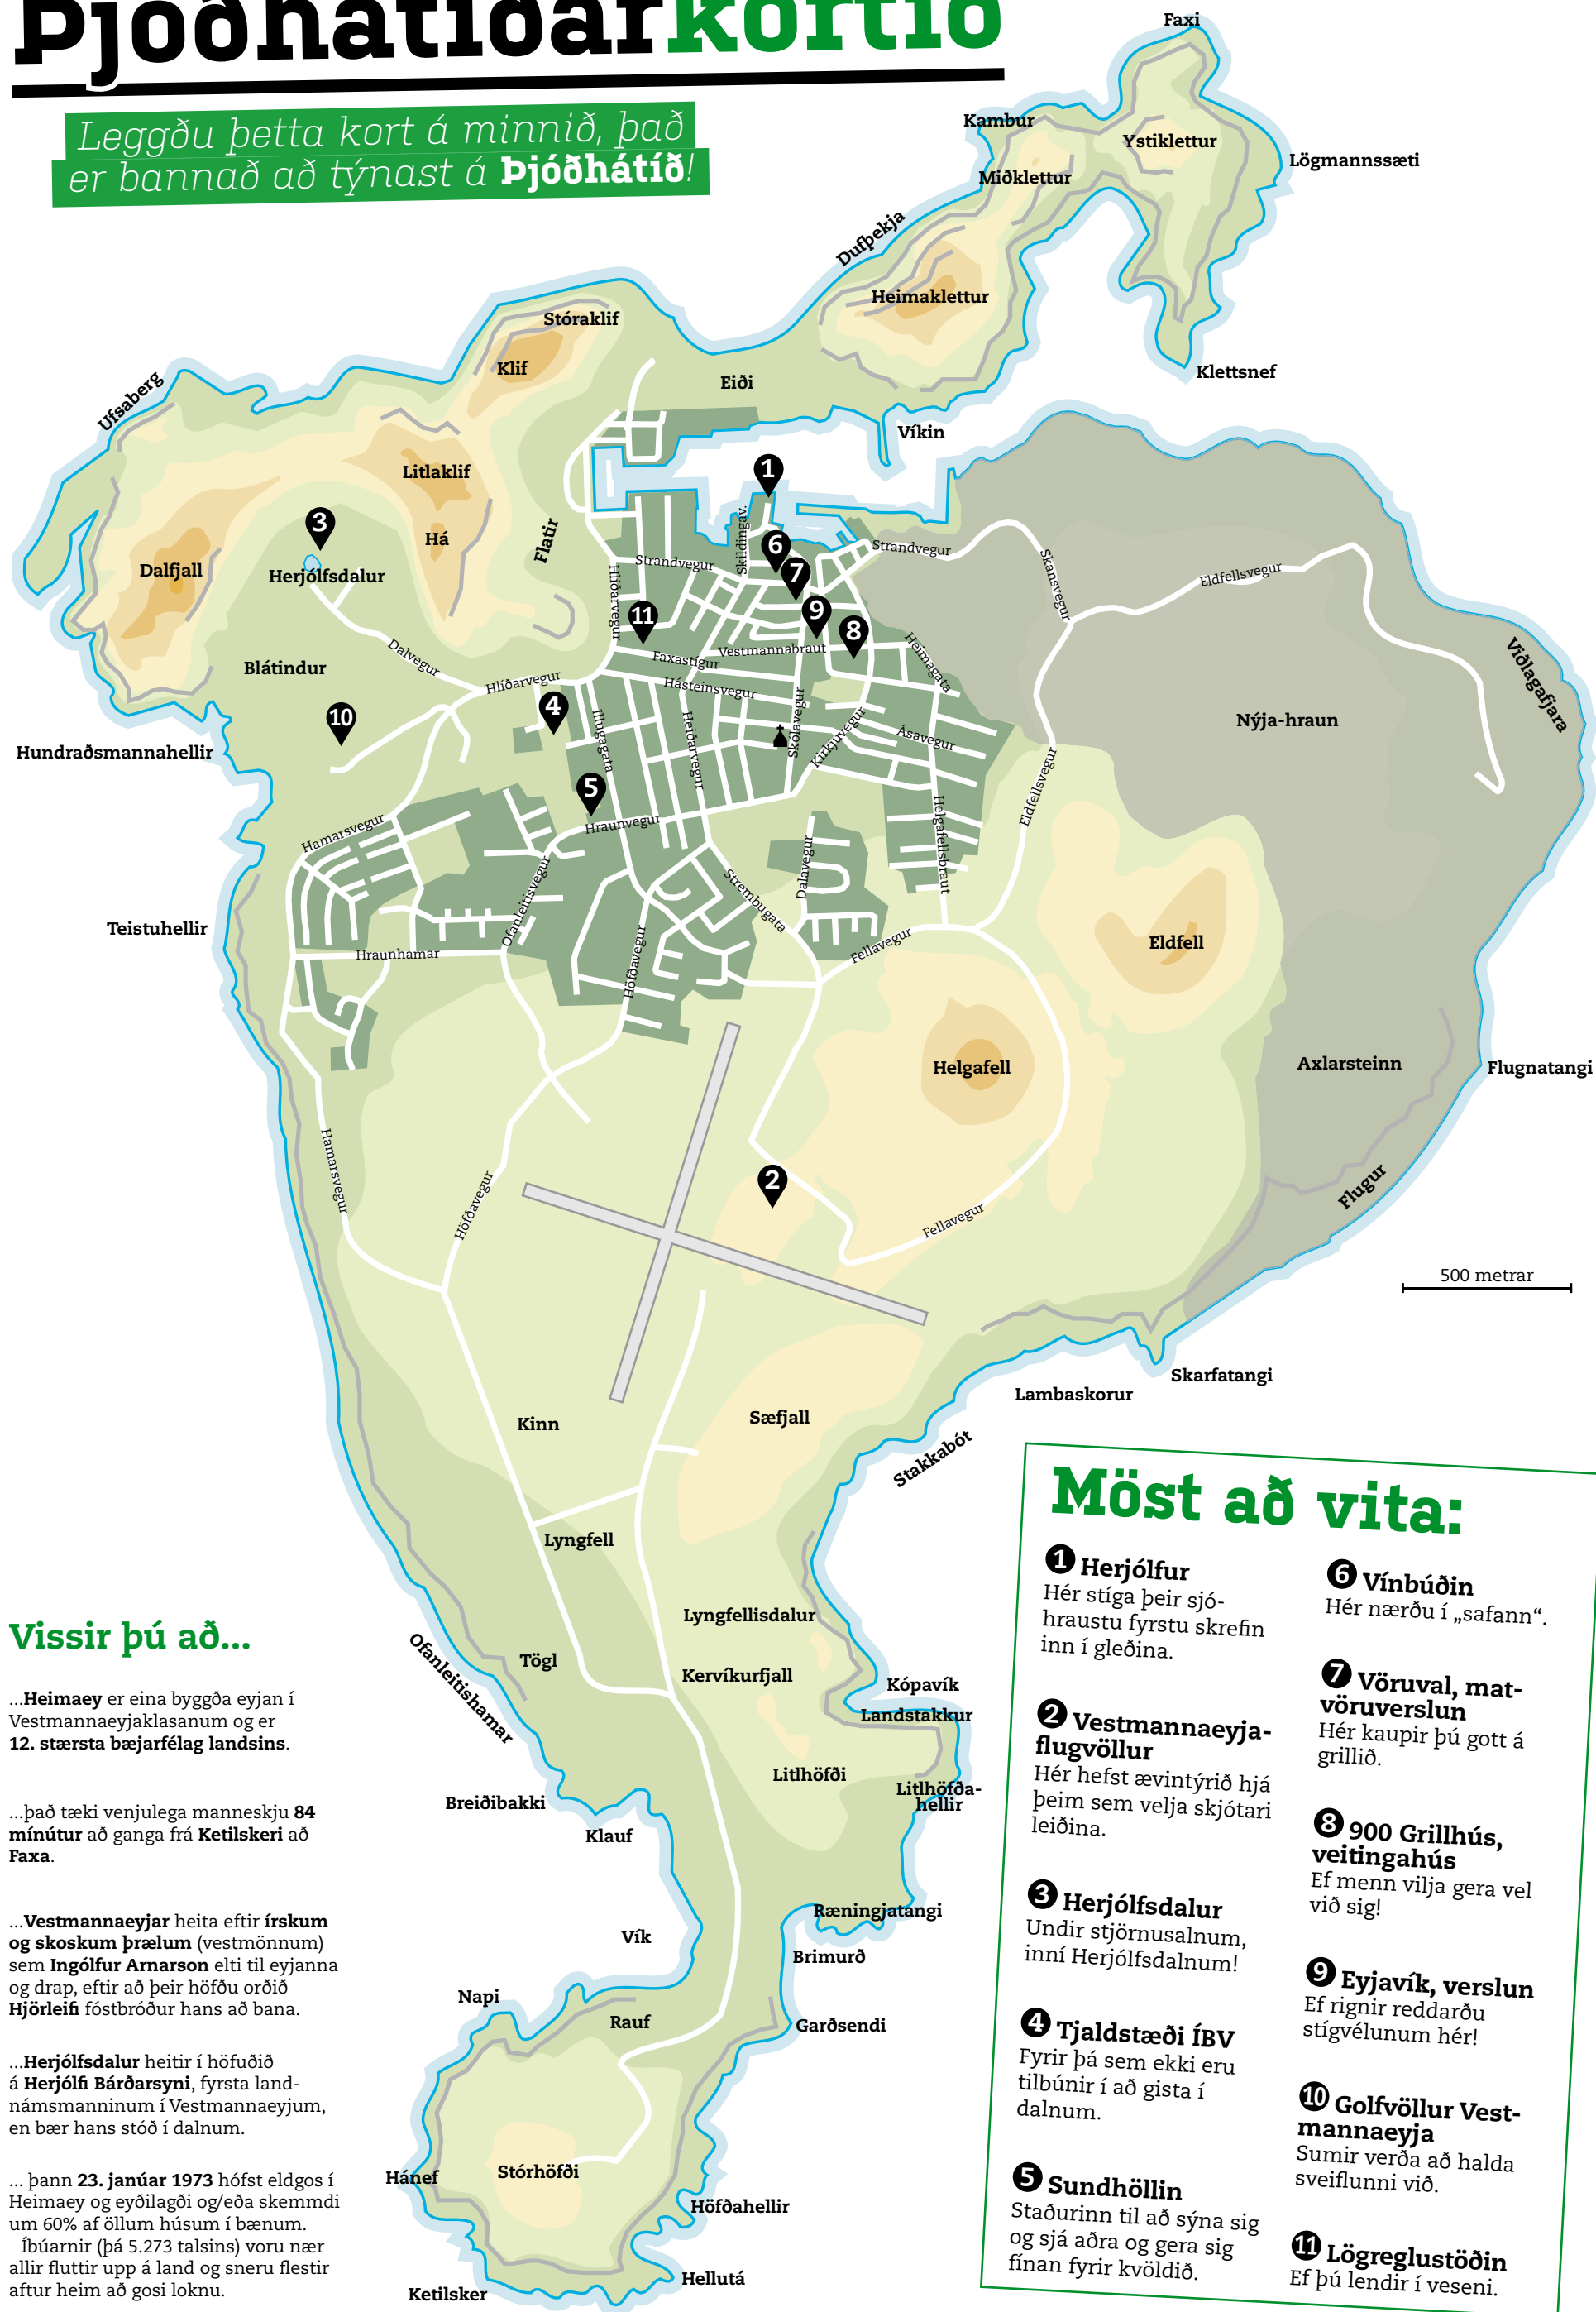 Þjóðhátíðarkortið
Leggðu þetta kort á minnið, það
er bannað að týnast á Þjóðhátíð!
Faxi
Kambur
Ystiklettur
Lögmannssæti
Miðklettur
Dufþekja
Heimaklettur
Stóraklif
Klif
Eiði
Klettsnef
Ufsaberg
Víkin
Litlaklif
1
3
Há
Flatir
Skildingav.
6
Strandvegur
Strandvegur
Skansvegur
Eldfellsvegur
Dalfjall
Herjólfsdalur
7
Hlíðarvegur
11
9
8
Heimagata
Dalvegur
Vestmannabraut
Faxastígur
Viðlagafjara
Blátindur
Hlíðarvegur
Hásteinsvegur
4
10
Illugagata
Heiðarvegur
Skólavegur
Kirkjuvegur
Ásavegur
Nýja-hraun
Hundraðsmannahellir
5
Eldfellsvegur
Hamarsvegur
Hraunvegur
Helgafellsbraut
Dalavegur
Strembugata
Ofanleitisvegur
Teistuhellir
Eldfell
Hraunhamar
Höfðavegur
Fellavegur
Helgafell
Axlarsteinn
Flugnatangi
Hamarsvegur
Höfðavegur
2
Flugur
Fellavegur
500 metrar
Skarfatangi
Lambaskorur
Kinn
Sæfjall
Stakkabót
Lyngfell
Lyngfellisdalur
Ofanleitishamar
Tögl
Kervíkurfjall
Kópavík
Landstakkur
Litlhöfði
Litlhöfða-
hellir
Breiðibakki
Klauf
Ræningjatangi
Vík
Brimurð
Napi
Rauf
Garðsendi
Hánef
Stórhöfði
Höfðahellir
Hellutá
Ketilsker
Vissir þú að...
...Heimaey er eina byggða eyjan í
Vestmannaeyjaklasanum og er
12. stærsta bæjarfélag landsins.
...það tæki venjulega manneskju 84
mínútur að ganga frá Ketilskeri að
Faxa.
...Vestmannaeyjar heita eftir írskum
og skoskum þrælum (vestmönnum)
sem Ingólfur Arnarson elti til eyjanna
og drap, eftir að þeir höfðu orðið
Hjörleifi fóstbróður hans að bana.
...Herjólfsdalur heitir í höfuðið
á Herjólfi Bárðarsyni, fyrsta land-
námsmanninum í Vestmannaeyjum,
en bær hans stóð í dalnum.
... þann 23. janúar 1973 hófst eldgos í
Heimaey og eyðilagði og/eða skemmdi
um 60% af öllum húsum í bænum.
Íbúarnir (þá 5.273 talsins) voru nær
allir fluttir upp á land og sneru flestir
aftur heim að gosi loknu.
Möst að vita:
1 Herjólfur
Hér stíga þeir sjó-
hraustu fyrstu skrefin
inn í gleðina.
2 Vestmannaeyja-
flugvöllur
Hér hefst ævintýrið hjá
þeim sem velja skjótari
leiðina.
3 Herjólfsdalur
Undir stjörnusalnum,
inní Herjólfsdalnum!
4 Tjaldstæði ÍBV
Fyrir þá sem ekki eru
tilbúnir í að gista í
dalnum.
5 Sundhöllin
Staðurinn til að sýna sig
og sjá aðra og gera sig
fínan fyrir kvöldið.
6 Vínbúðin
Hér nærðu í „safann“.
7 Vöruval, mat-
vöruverslun
Hér kaupir þú gott á
grillið.
8 900 Grillhús,
veitingahús
Ef menn vilja gera vel
við sig!
9 Eyjavík, verslun
Ef rignir reddarðu
stígvélunum hér!
10 Golfvöllur Vest-
mannaeyja
Sumir verða að halda
sveiflunni við.
11 Lögreglustöðin
Ef þú lendir í veseni.